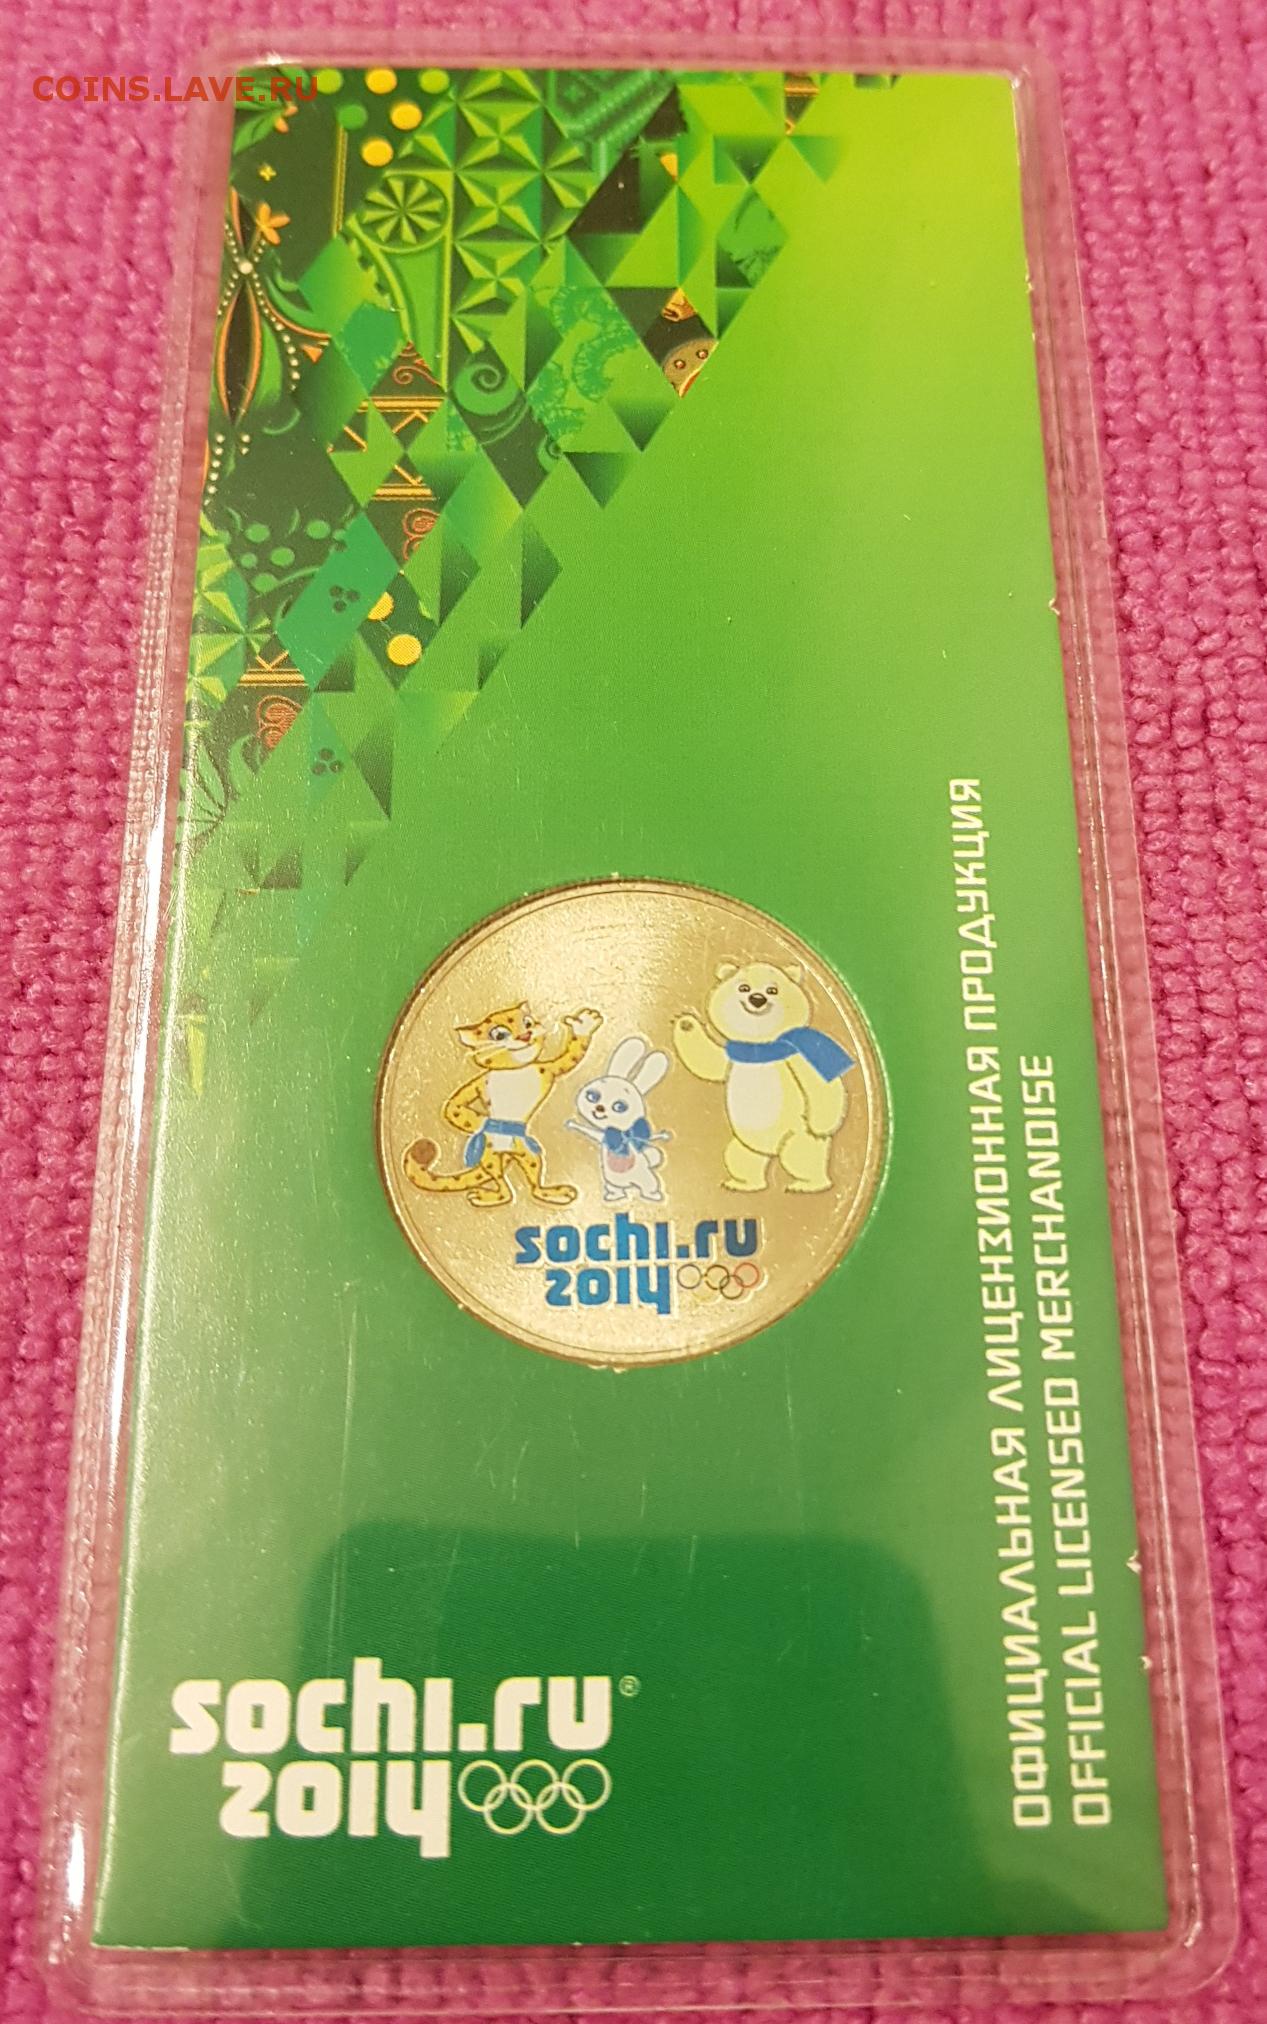 COINS.LAVE.RU
sochi.ru
2014
sochi.ru®
2014
ОФИЦИАЛЬНАЯ ЛИЦЕНЗИОННАЯ ПРОДУКЦИЯ
OFFICIAL LICENSED MERCHANDISE